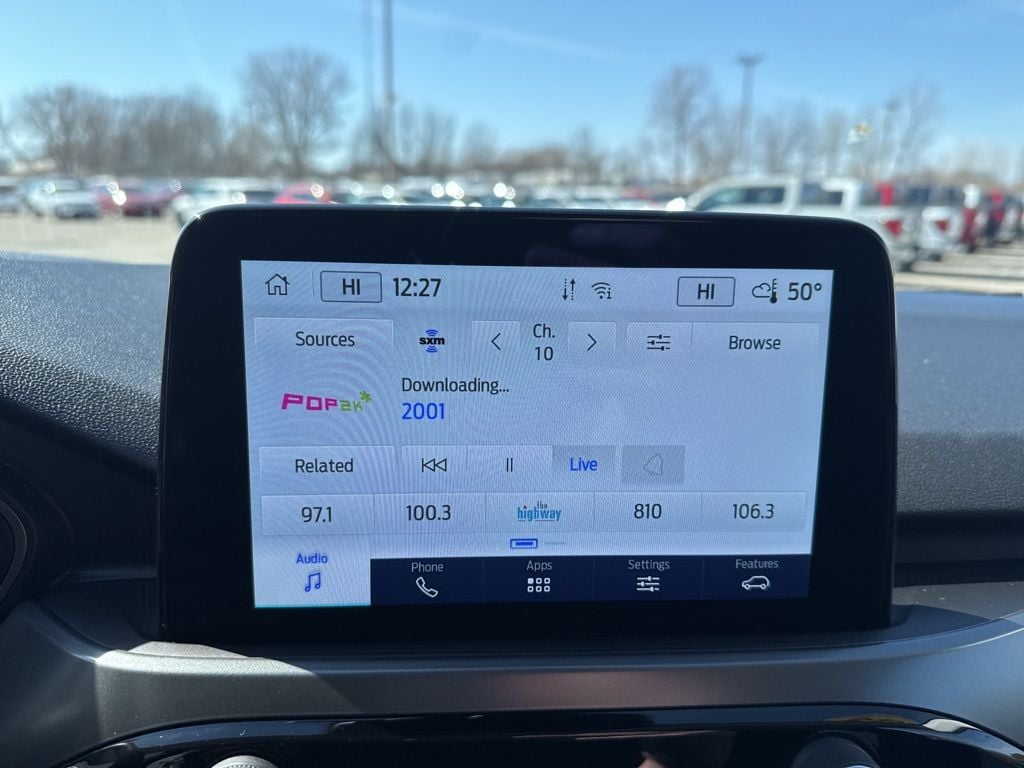 HI 12:27 HI 50°
Sources sxm Ch. 10 Browse
POP2K
Downloading...
2001
Related Live
97.1 100.3 the highway 810 106.3
Audio Phone Apps Settings Features